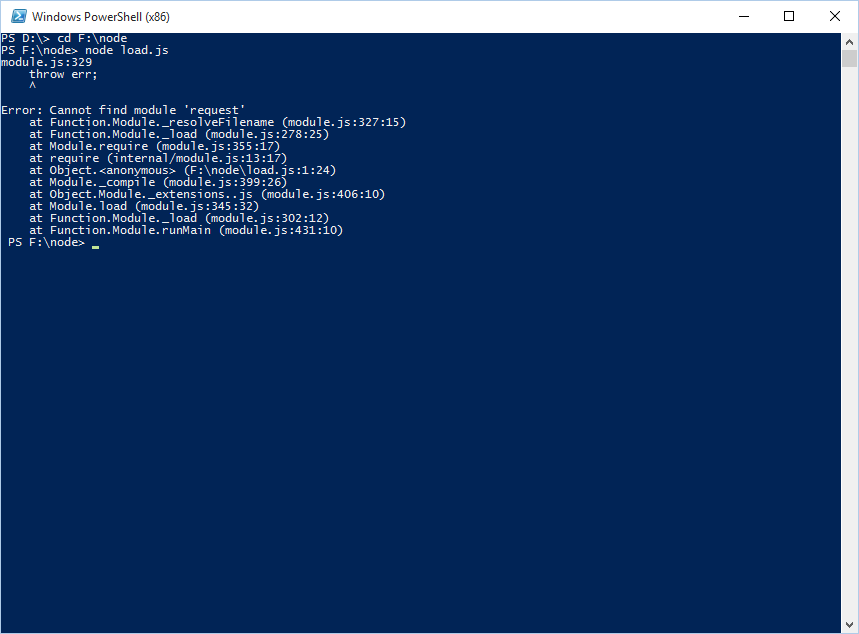 Windows PowerShell (x86)
PS D:\> cd F:\node
PS F:\node> node load.js
module.js:329
    throw err;
    ^

Error: Cannot find module 'request'
    at Function.Module._resolveFilename (module.js:327:15)
    at Function.Module._load (module.js:278:25)
    at Module.require (module.js:355:17)
    at require (internal/module.js:13:17)
    at Object.<anonymous> (F:\node\load.js:1:24)
    at Module._compile (module.js:399:26)
    at Object.Module._extensions..js (module.js:406:10)
    at Module.load (module.js:345:32)
    at Function.Module._load (module.js:302:12)
    at Function.Module.runMain (module.js:431:10)
 PS F:\node>